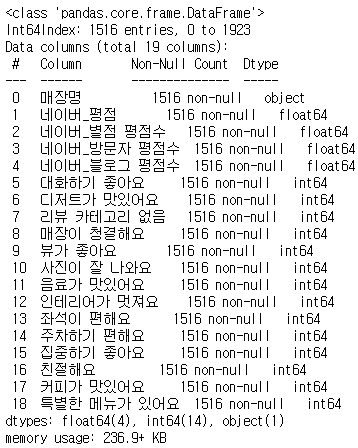 <class 'pandas.core.frame.DataFrame'>
Int64Index: 1516 entries, 0 to 1923
Data columns (total 19 columns):
 #   Column        Non-Null Count  Dtype
---  ------        --------------  -----
 0   매장명           1516 non-null   object
 1   네이버_평점        1516 non-null   float64
 2   네이버_별점 평점수    1516 non-null   float64
 3   네이버_방문자 평점수   1516 non-null   float64
 4   네이버_블로그 평점수   1516 non-null   float64
 5   대화하기 좋아요      1516 non-null   int64
 6   디저트가 맛있어요     1516 non-null   int64
 7   리뷰 카테고리 없음    1516 non-null   int64
 8   매장이 청결해요      1516 non-null   int64
 9   뷰가 좋아요        1516 non-null   int64
 10  사진이 잘 나와요     1516 non-null   int64
 11  음료가 맛있어요      1516 non-null   int64
 12  인테리어가 멋져요     1516 non-null   int64
 13  좌석이 편해요       1516 non-null   int64
 14  주차하기 편해요      1516 non-null   int64
 15  집중하기 좋아요      1516 non-null   int64
 16  친절해요          1516 non-null   int64
 17  커피가 맛있어요      1516 non-null   int64
 18  특별한 메뉴가 있어요   1516 non-null   int64
dtypes: float64(4), int64(14), object(1)
memory usage: 236.9+ KB